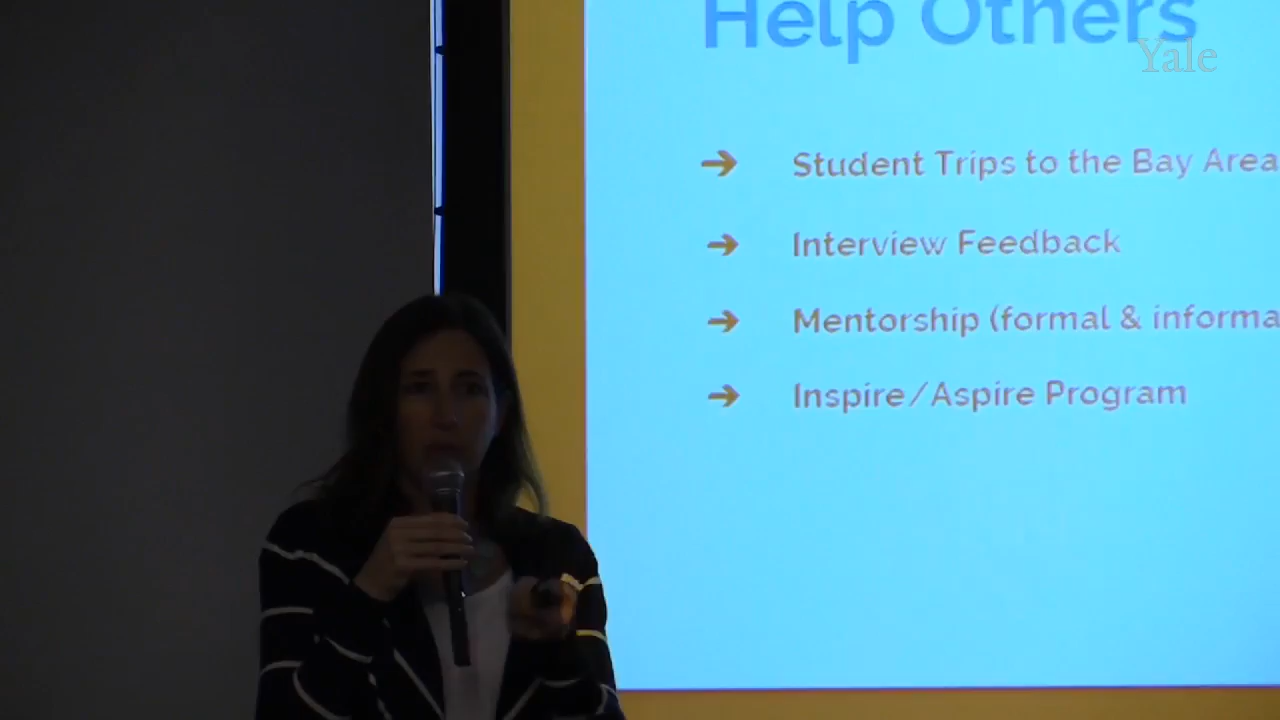 Help Others
Yale
➔ Student Trips to the Bay Area
➔ Interview Feedback
➔ Mentorship (formal & informa
➔ Inspire/Aspire Program